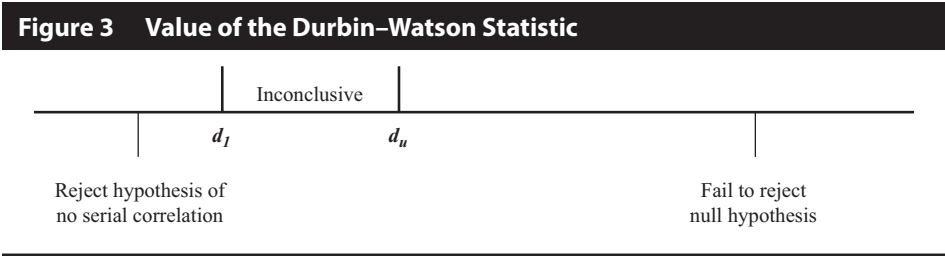 Figure 3 Value of the Durbin–Watson Statistic
Inconclusive
d1 du
Reject hypothesis of
no serial correlation
Fail to reject
null hypothesis